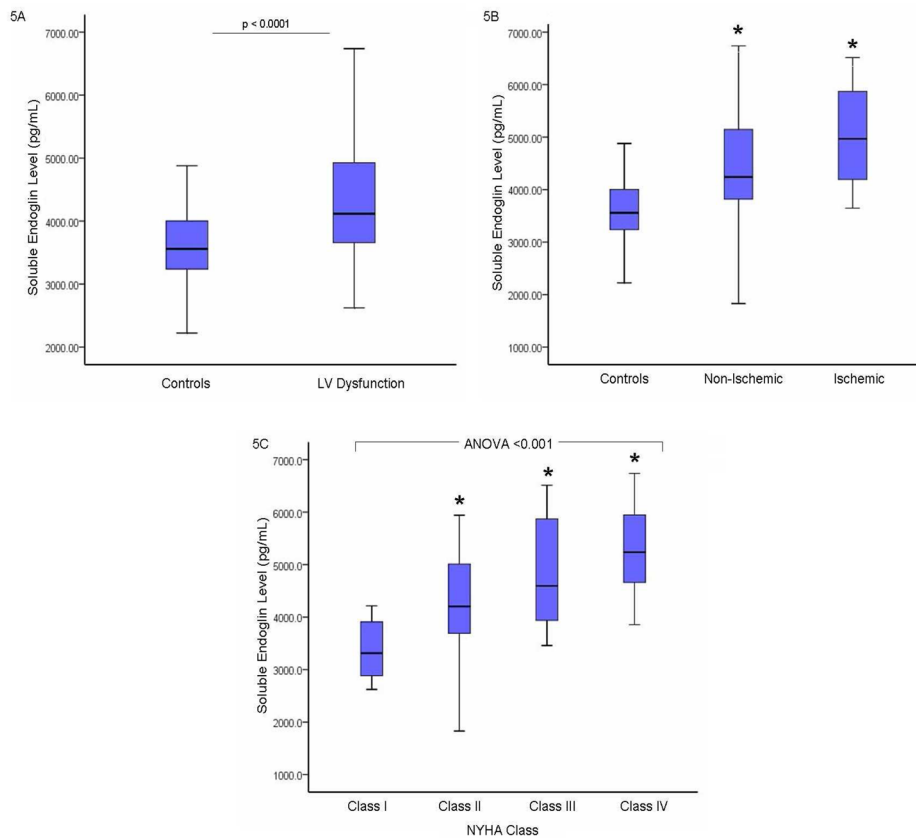 5A
p < 0.0001
7000.00
6000.00
5000.00
4000.00
3000.00
2000.00
Soluble Endoglin Level (pg/mL)
Controls
LV Dysfunction
5B
*
*
7000.00
6000.00
5000.00
4000.00
3000.00
2000.00
1000.00
Soluble Endoglin Level (pg/mL)
Controls
Non-Ischemic
Ischemic
5C
ANOVA <0.001
*
*
*
7000.0
6000.0
5000.0
4000.0
3000.0
2000.0
1000.0
Soluble Endoglin Level (pg/mL)
Class I
Class II
Class III
Class IV
NYHA Class